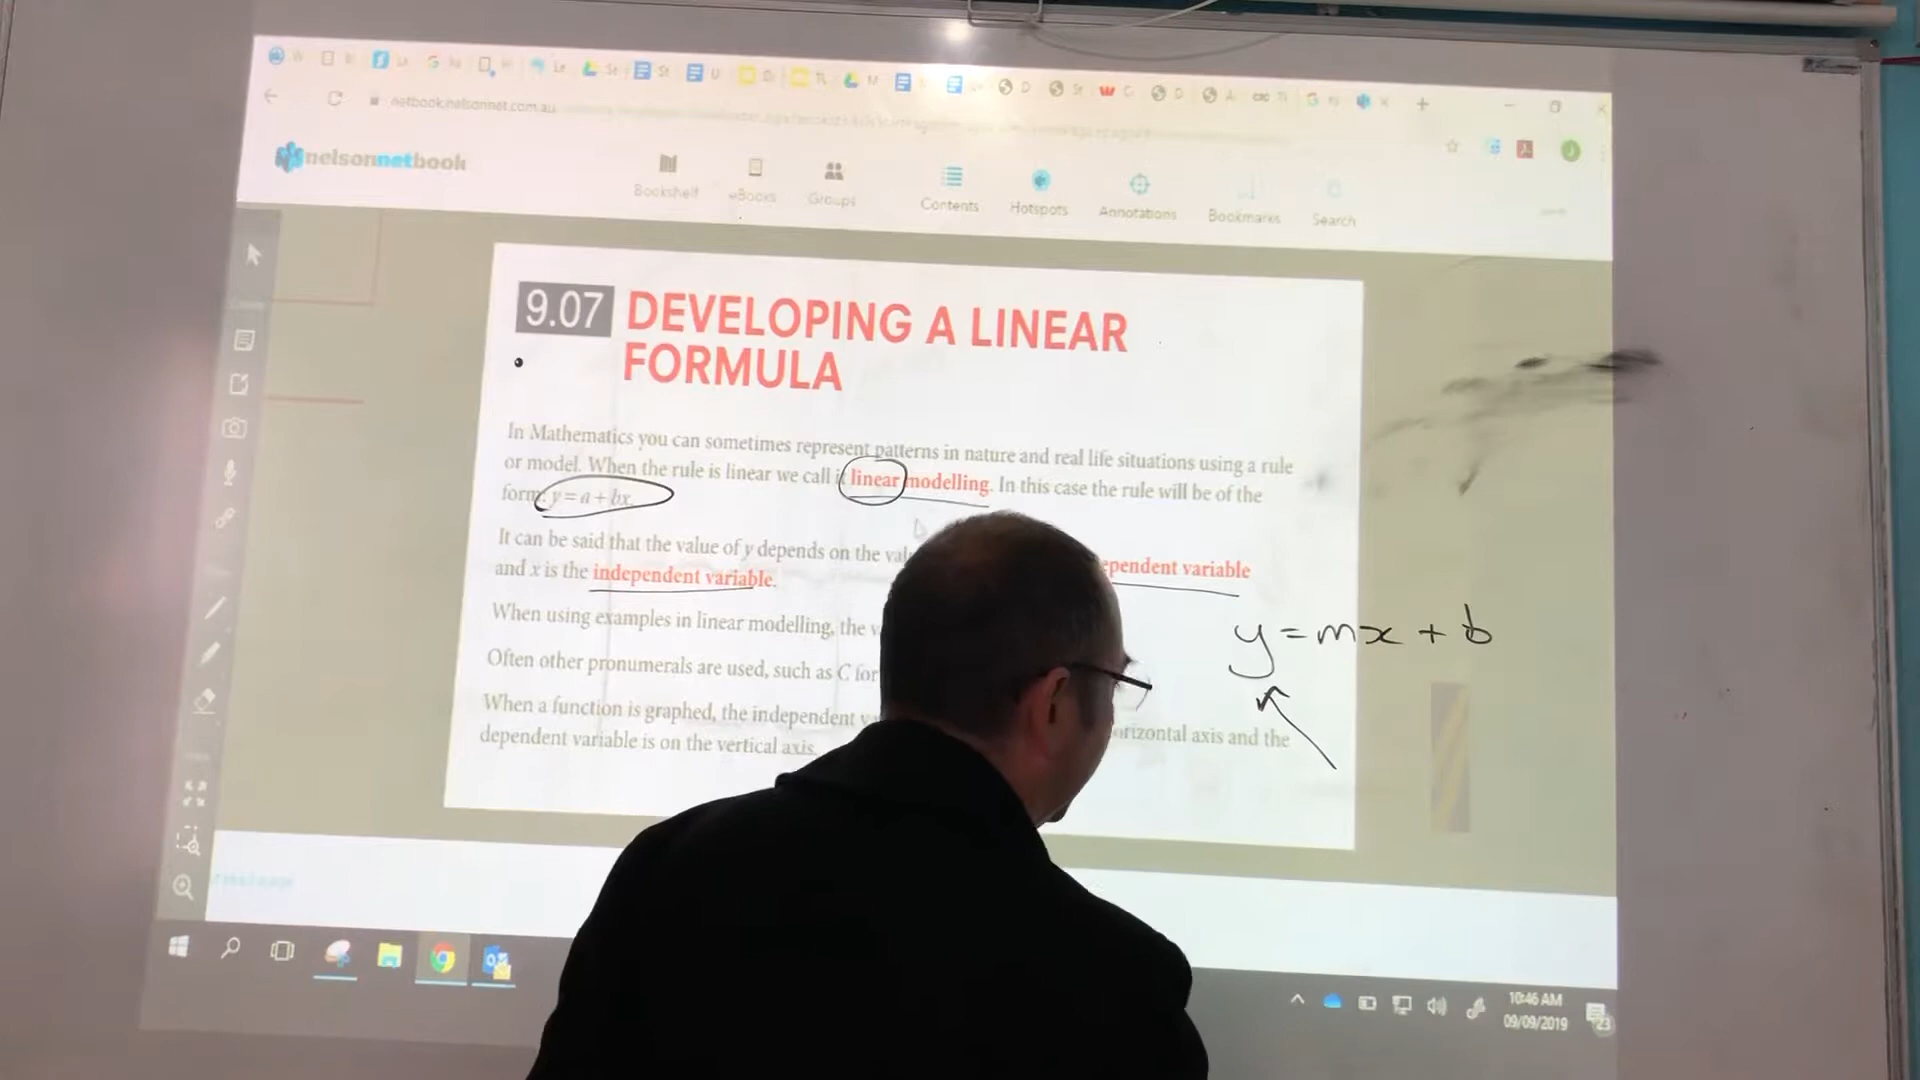 netbook.nelsonnet.com.au
nelsonnetbook
Bookshelf
eBooks
Groups
Contents
Hotspots
Annotations
Bookmarks
Search
9.07 DEVELOPING A LINEAR
FORMULA
In Mathematics you can sometimes represent patterns in nature and real life situations using a rule
or model. When the rule is linear we call it linear modelling. In this case the rule will be of the
form: y = a + bx.
It can be said that the value of y depends on the ependent variable
and x is the independent variable.
When using examples in linear modelling, the
Often other pronumerals are used, such as C for
When a function is graphed, the independent orizontal axis and the
dependent variable is on the vertical axis.
y = mx + b
10:46 AM
09/09/2019
23